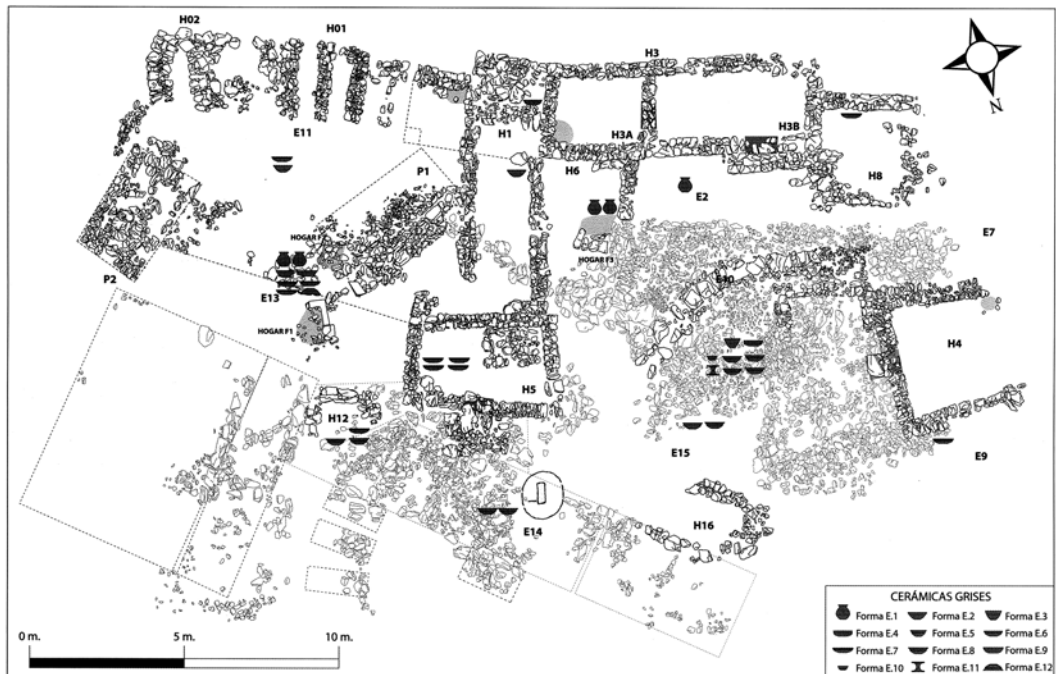 H02
H01
H3
E11
H1
H3A
H3B
H8
P1
H6
E2
E7
N
HOGAR F3
E10
P2
E13
HOGAR F1
H4
H5
H12
E15
E9
E14
H16
0 m. 5 m. 10 m.
CERÁMICAS GRISES
Forma E.1 Forma E.2 Forma E.3
Forma E.4 Forma E.5 Forma E.6
Forma E.7 Forma E.8 Forma E.9
Forma E.10 Forma E.11 Forma E.12